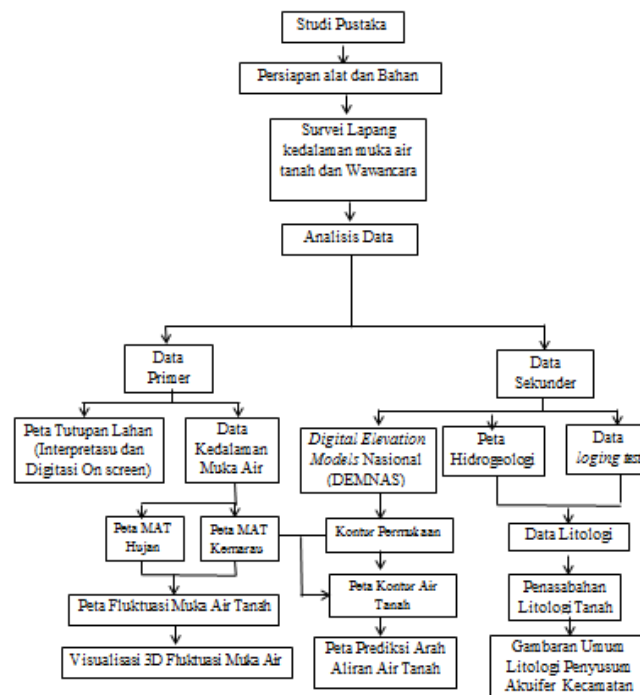 Studi Pustaka
Persiapan alat dan Bahan
Survei Lapang
kedalaman muka air
tanah dan Wawancara
Analisis Data
Data
Primer
Data
Sekunder
Peta Tutupan Lahan
(Interpretasu dan
Digitasi On screen)
Data
Kedalaman
Muka Air
Digital Elevation
Models Nasional
(DEMNAS)
Peta
Hidrogeologi
Data
loging test
Peta MAT
Hujan
Peta MAT
Kemarau
Kontur Permukaan
Data Litologi
Peta Fluktuasi Muka Air Tanah
Peta Kontur Air
Tanah
Penasabahan
Litologi Tanah
Visualisasi 3D Fluktuasi Muka Air
Peta Prediksi Arah
Aliran Air Tanah
Gambaran Umum
Litologi Penyusum
Akuifer Kecamatan